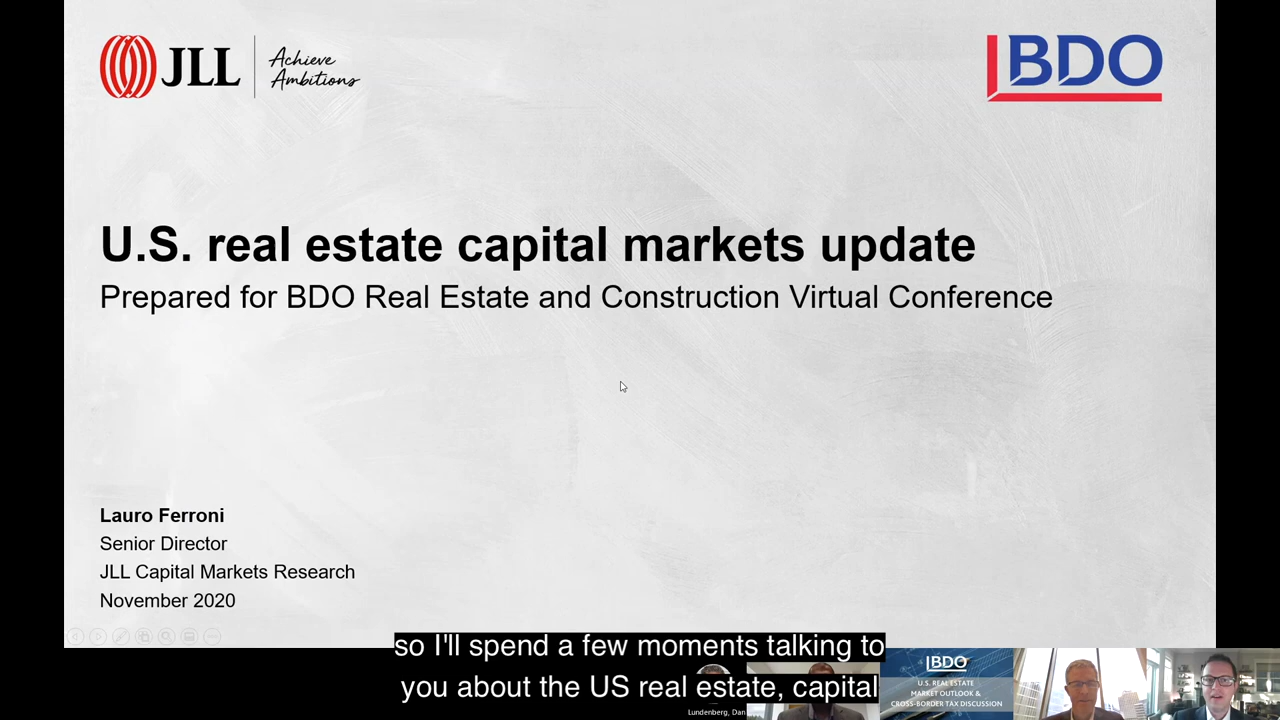 JLL
Achieve
Ambitions
BDO
U.S. real estate capital markets update
Prepared for BDO Real Estate and Construction Virtual Conference
Lauro Ferroni
Senior Director
JLL Capital Markets Research
November 2020
so I'll spend a few moments talking to
you about the US real estate, capital
Lundenberg, Dan
BDO
U.S. REAL ESTATE
MARKET OUTLOOK &
CROSS-BORDER TAX DISCUSSION